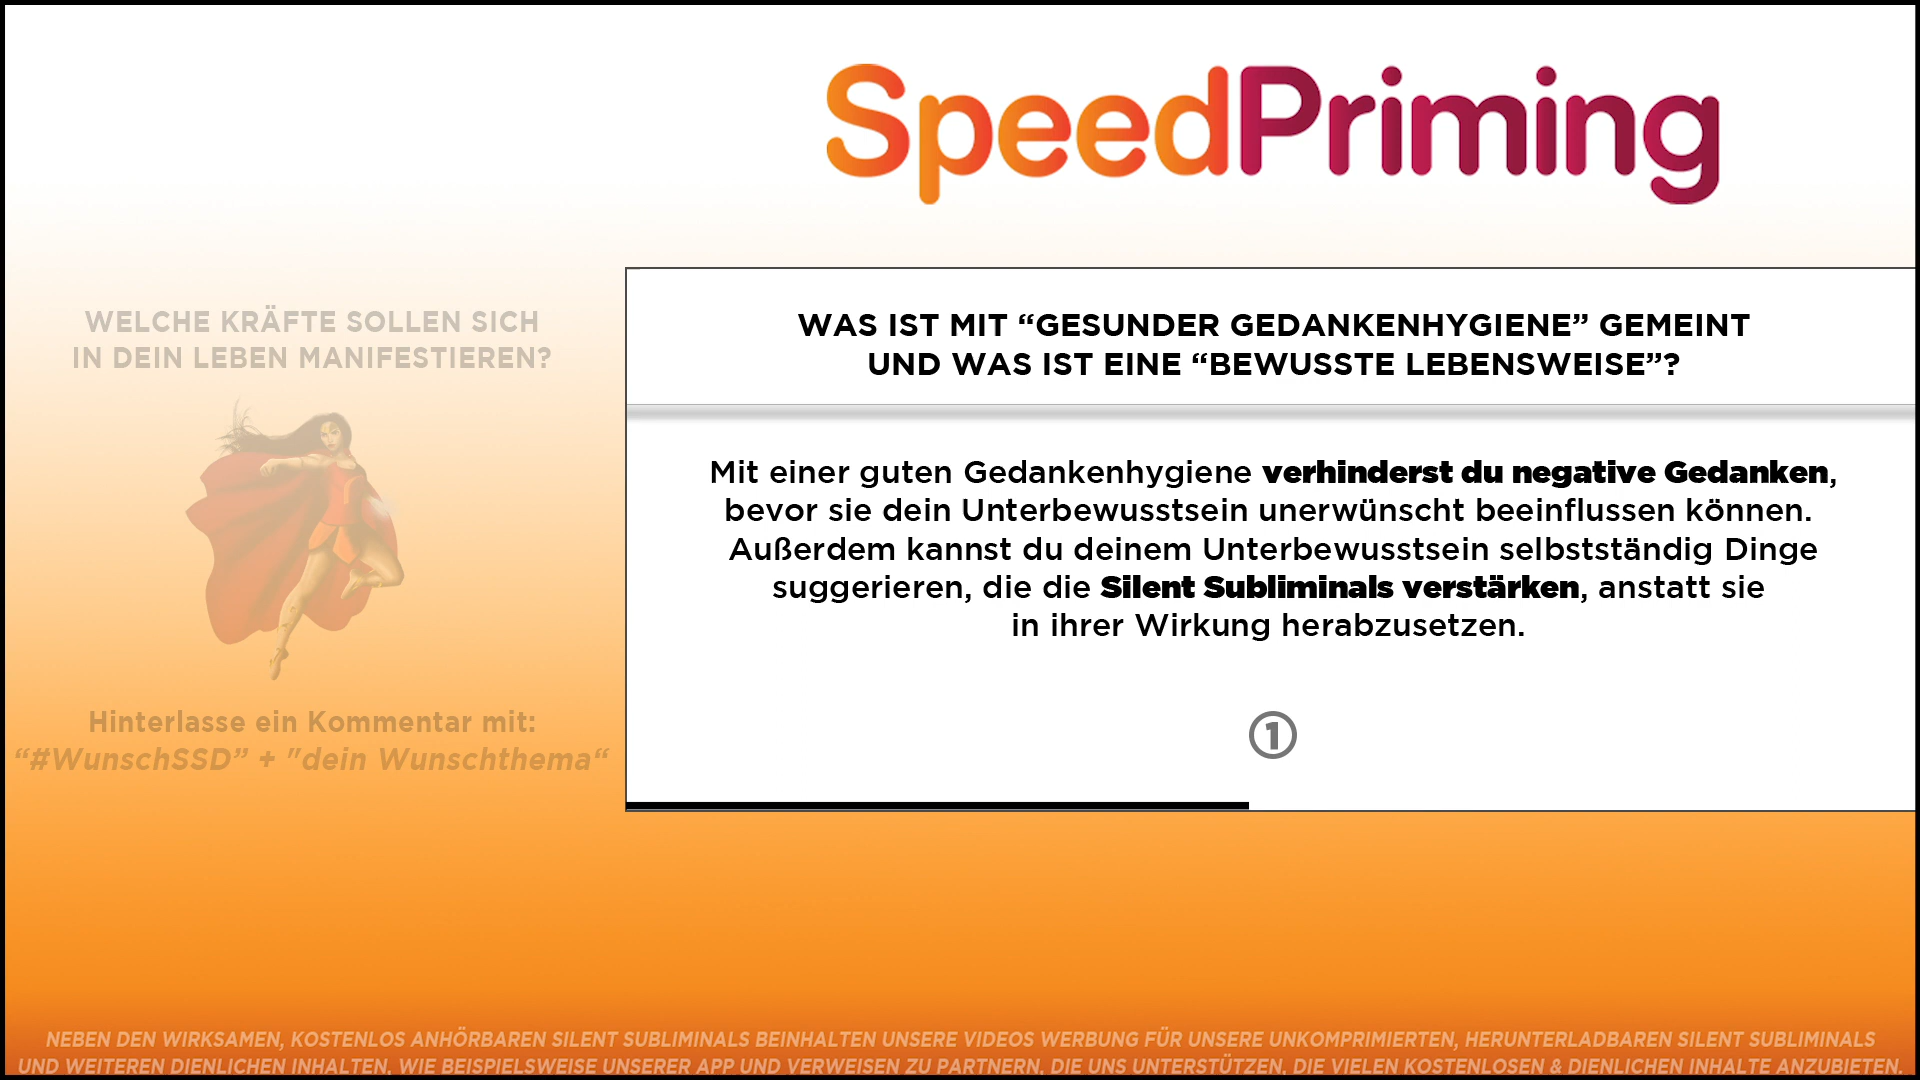 SpeedPriming
WELCHE KRÄFTE SOLLEN SICH
IN DEIN LEBEN MANIFESTIEREN?
Hinterlasse ein Kommentar mit:
“#WunschSSD” + "dein Wunschthema“
WAS IST MIT “GESUNDER GEDANKENHYGIENE” GEMEINT
UND WAS IST EINE “BEWUSSTE LEBENSWEISE”?
Mit einer guten Gedankenhygiene verhinderst du negative Gedanken,
bevor sie dein Unterbewusstsein unerwünscht beeinflussen können.
Außerdem kannst du deinem Unterbewusstsein selbstständig Dinge
suggerieren, die die Silent Subliminals verstärken, anstatt sie
in ihrer Wirkung herabzusetzen.
①
NEBEN DEN WIRKSAMEN, KOSTENLOS ANHÖRBAREN SILENT SUBLIMINALS BEINHALTEN UNSERE VIDEOS WERBUNG FÜR UNSERE UNKOMPRIMIERTEN, HERUNTERLADBAREN SILENT SUBLIMINALS
UND WEITEREN DIENLICHEN INHALTEN, WIE BEISPIELSWEISE UNSERER APP UND VERWEISEN ZU PARTNERN, DIE UNS UNTERSTÜTZEN, DIE VIELEN KOSTENLOSEN & DIENLICHEN INHALTE ANZUBIETEN.